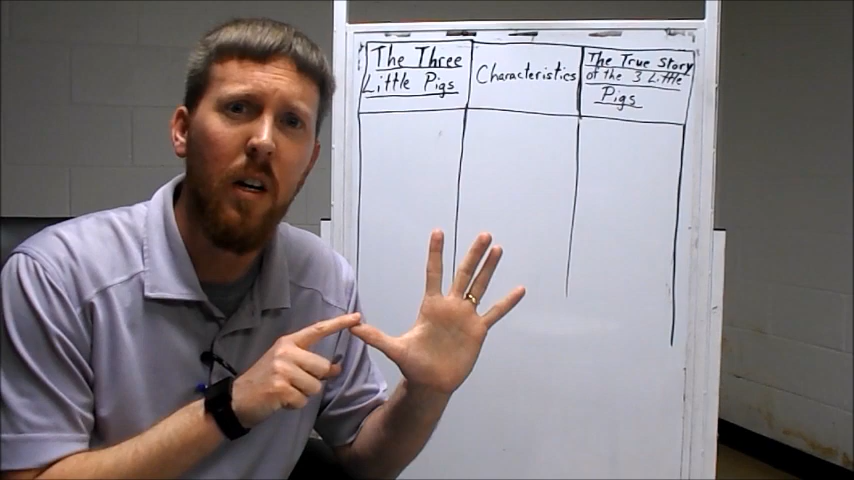 The Three
Little Pigs
Characteristics
The True Story
of the 3 Little
Pigs